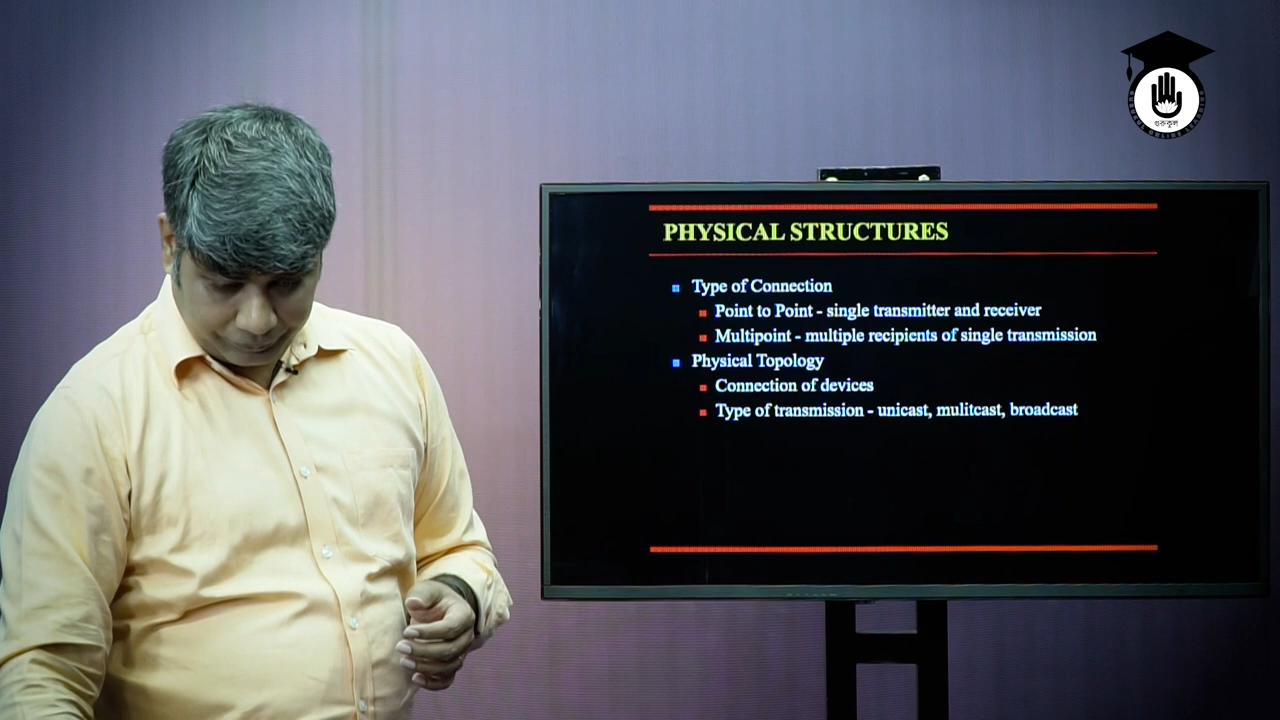 গুরুকুল
PHYSICAL STRUCTURES
Type of Connection
Point to Point - single transmitter and receiver
Multipoint - multiple recipients of single transmission
Physical Topology
Connection of devices
Type of transmission - unicast, mulitcast, broadcast